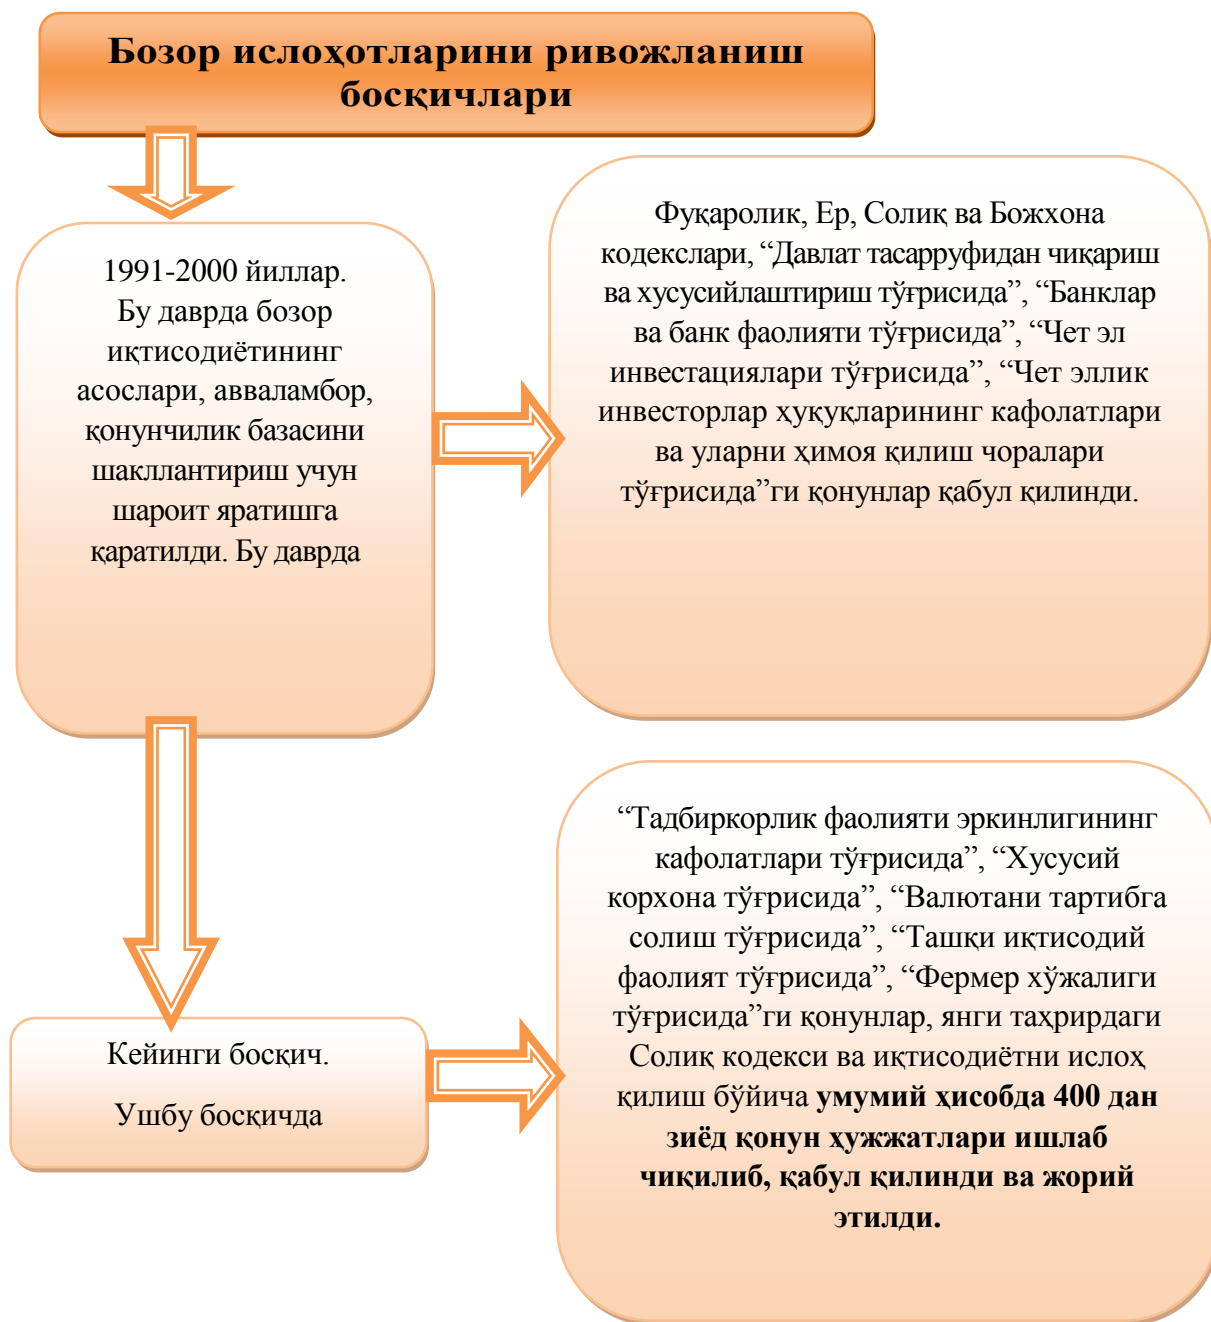 Бозор ислоҳотларини ривожланиш
босқичлари
1991-2000 йиллар.
Бу даврда бозор
иқтисодиётининг
асослари, авваламбор,
қонунчилик базасини
шакллантириш учун
шароит яратишга
қаратилди. Бу даврда
Фуқаролик, Ер, Солиқ ва Божхона
кодекслари, “Давлат тасарруфидан чиқариш
ва хусусийлаштириш тўғрисида”, “Банклар
ва банк фаолияти тўғрисида”, “Чет эл
инвестациялари тўғрисида”, “Чет эллик
инвесторлар ҳуқуқларининг кафолатлари
ва уларни ҳимоя қилиш чоралари
тўғрисида”ги қонунлар қабул қилинди.
Кейинги босқич.
Ушбу босқичда
“Тадбиркорлик фаолияти эркинлигининг
кафолатлари тўғрисида”, “Хусусий
корхона тўғрисида”, “Валютани тартибга
солиш тўғрисида”, “Ташқи иқтисодий
фаолият тўғрисида”, “Фермер хўжалиги
тўғрисида”ги қонунлар, янги таҳрирдаги
Солиқ кодекси ва иқтисодиётни ислоҳ
қилиш бўйича умумий ҳисобда 400 дан
зиёд қонун ҳужжатлари ишлаб
чиқилиб, қабул қилинди ва жорий
этилди.